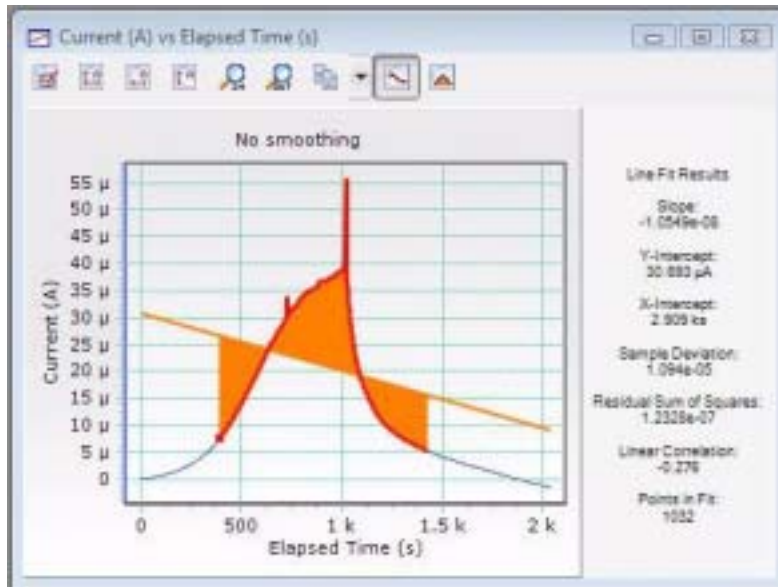 Current (A) vs Elapsed Time (s)
No smoothing
55 µ
50 µ
45 µ
40 µ
35 µ
30 µ
25 µ
20 µ
15 µ
10 µ
5 µ
0
Current (A)
0 500 1 k 1.5 k 2 k
Elapsed Time (s)
Line Fit Results
Slope:
-1.0549e-08
Y-Intercept:
30.693 µA
X-Intercept:
2.909 ks
Sample Deviation:
1.094e-05
Residual Sum of Squares:
1.2328e-07
Linear Correlation:
-0.276
Points in Fit:
1032